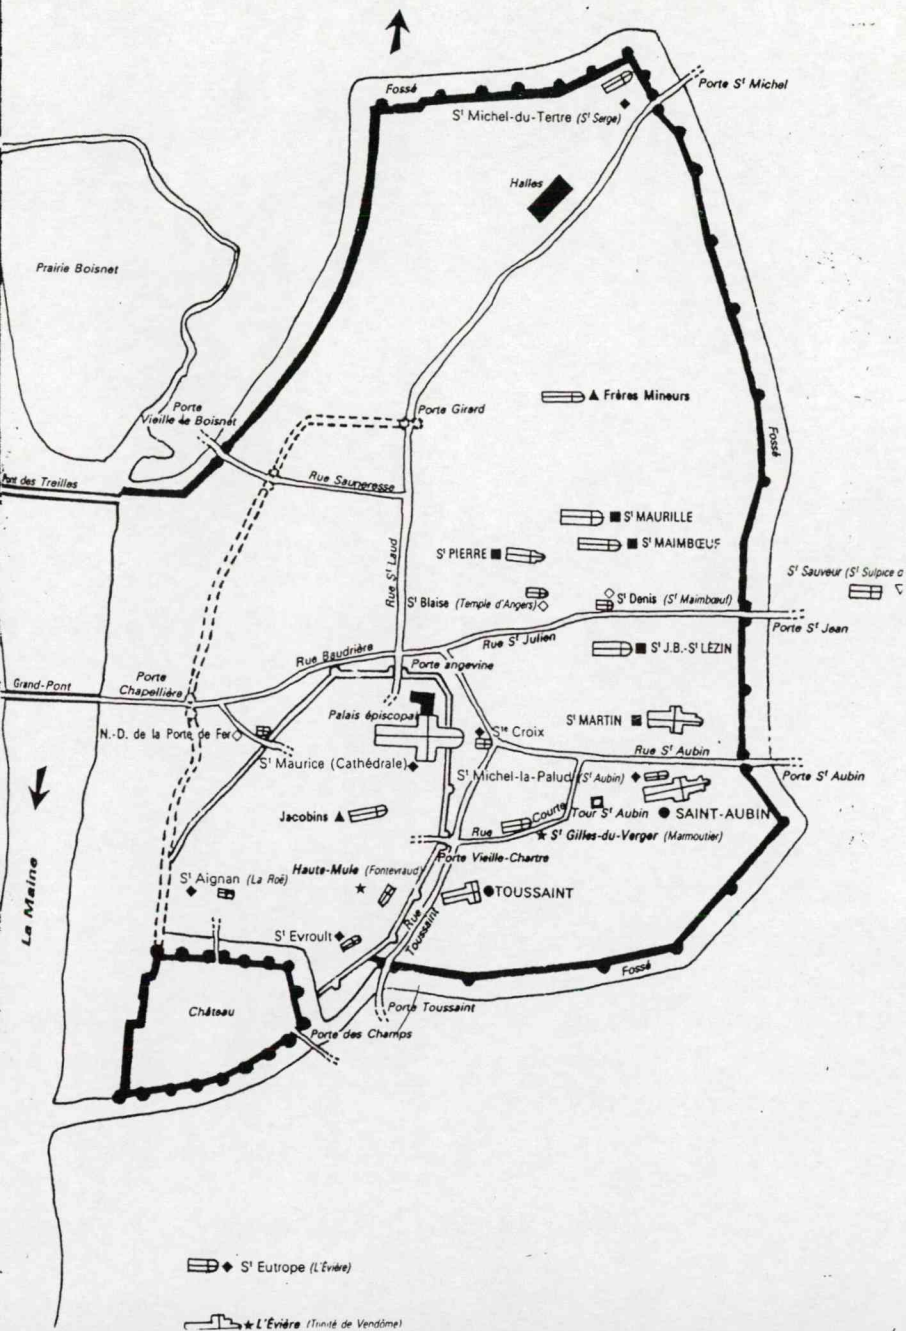 Fossé
Porte Sᵗ Michel
Sᵗ Michel-du-Tertre (Sᵗ Serge)
Halles
Prairie Boisnet
Frères Mineurs
Porte
Vieille de Boisnet
Porte Girard
Fossé
Pont des Treilles
Rue Sauneresse
Sᵗ MAURILLE
Sᵗ MAIMBŒUF
Sᵗ PIERRE
Rue Sᵗ Laud
Sᵗ Sauveur (Sᵗ Sulpice
Sᵗ Blaise (Temple d'Angers)
Sᵗ Denis (Sᵗ Maimbœuf)
Porte Sᵗ Jean
Rue Sᵗ Julien
Rue Baudrière
Sᵗ J.B.-Sᵗ LÉZIN
Porte angevine
Grand-Pont
Porte
Chapellière
Palais épiscopal
Sᵗ MARTIN
N.-D. de la Porte de Fer
Sᵗᵉ Croix
Rue Sᵗ Aubin
Sᵗ Maurice (Cathédrale)
Sᵗ Michel-la-Palud (Sᵗ Aubin)
Porte Sᵗ Aubin
Jacobins
Rue Courte
Tour Sᵗ Aubin
SAINT-AUBIN
Sᵗ Gilles-du-Verger (Marmoutier)
Porte Vieille-Chartre
Haute-Mule (Fontevraud)
Sᵗ Aignan (La Roë)
TOUSSAINT
Rue Toussaint
La Maine
Sᵗ Evroult
Fossé
Château
Porte Toussaint
Porte des Champs
Sᵗ Eutrope (L'Évière)
L'Évière (Trinité de Vendôme)